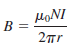 B = μ₀NI / 2πr